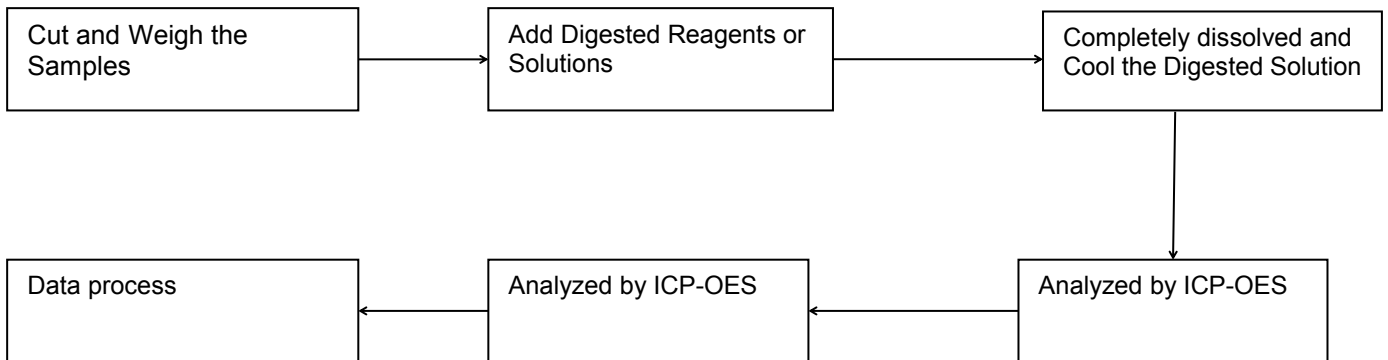 Cut and Weigh the
Samples
Add Digested Reagents or
Solutions
Completely dissolved and
Cool the Digested Solution
Analyzed by ICP-OES
Analyzed by ICP-OES
Data process